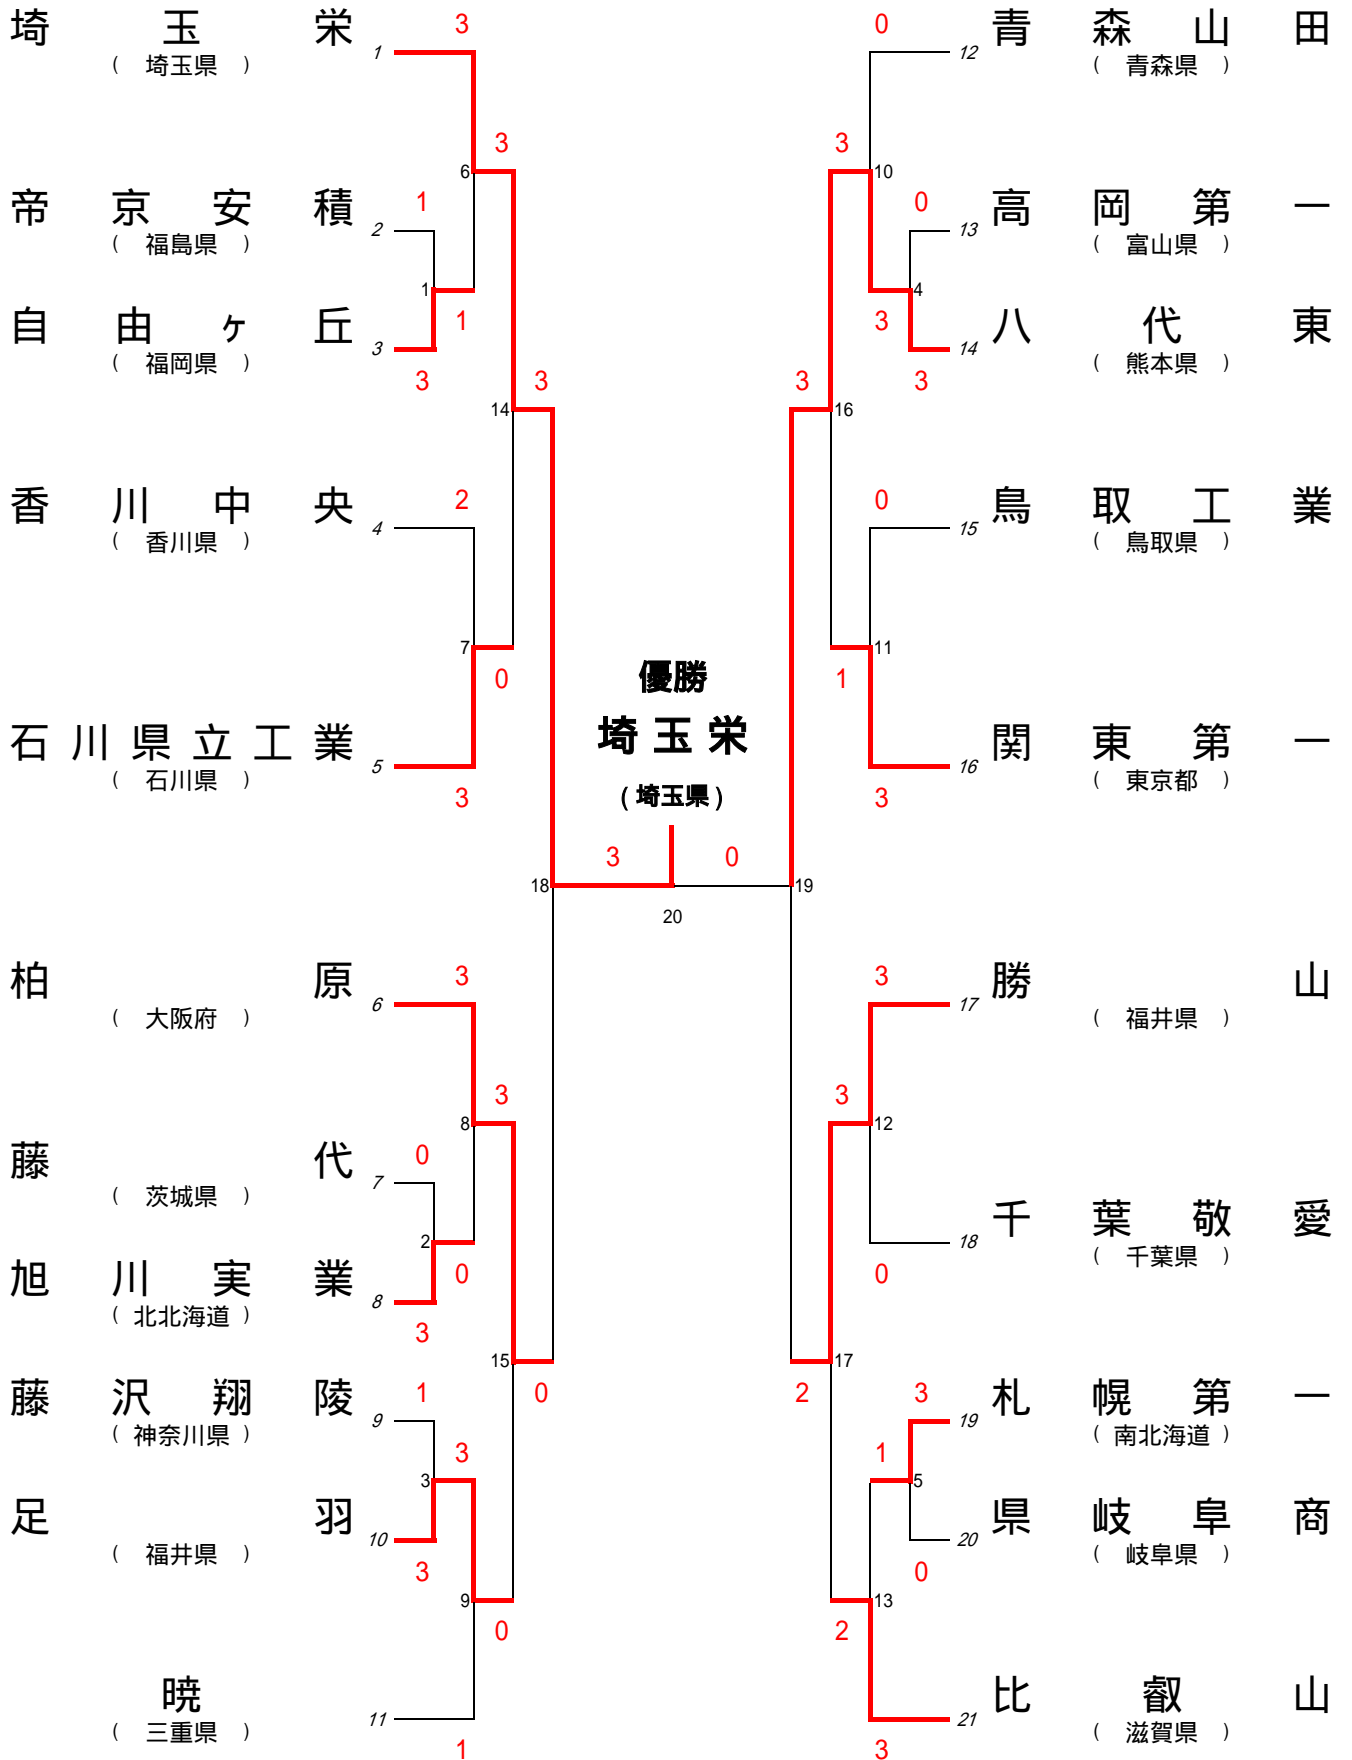 埼玉栄
( 埼玉県 )
1
3
3
6
帝京安積
( 福島県 )
2
1
1
1
自由ヶ丘
( 福岡県 )
3
3
3
14
香川中央
( 香川県 )
4
2
7
0
石川県立工業
( 石川県 )
5
3
優勝
埼玉栄
(埼玉県)
3
0
18
19
20
柏原
( 大阪府 )
6
3
3
8
藤代
( 茨城県 )
7
0
2
0
旭川実業
( 北北海道 )
8
3
15
0
藤沢翔陵
( 神奈川県 )
9
1
3
3
足羽
( 福井県 )
10
3
9
0
暁
( 三重県 )
11
1
0
12
青森山田
( 青森県 )
3
10
0
13
高岡第一
( 富山県 )
4
3
14
八代東
( 熊本県 )
3
3
16
0
15
鳥取工業
( 鳥取県 )
11
1
16
関東第一
( 東京都 )
3
3
17
勝山
( 福井県 )
3
12
18
千葉敬愛
( 千葉県 )
0
17
2
3
19
札幌第一
( 南北海道 )
1
5
20
県岐阜商
( 岐阜県 )
0
13
2
21
比叡山
( 滋賀県 )
3